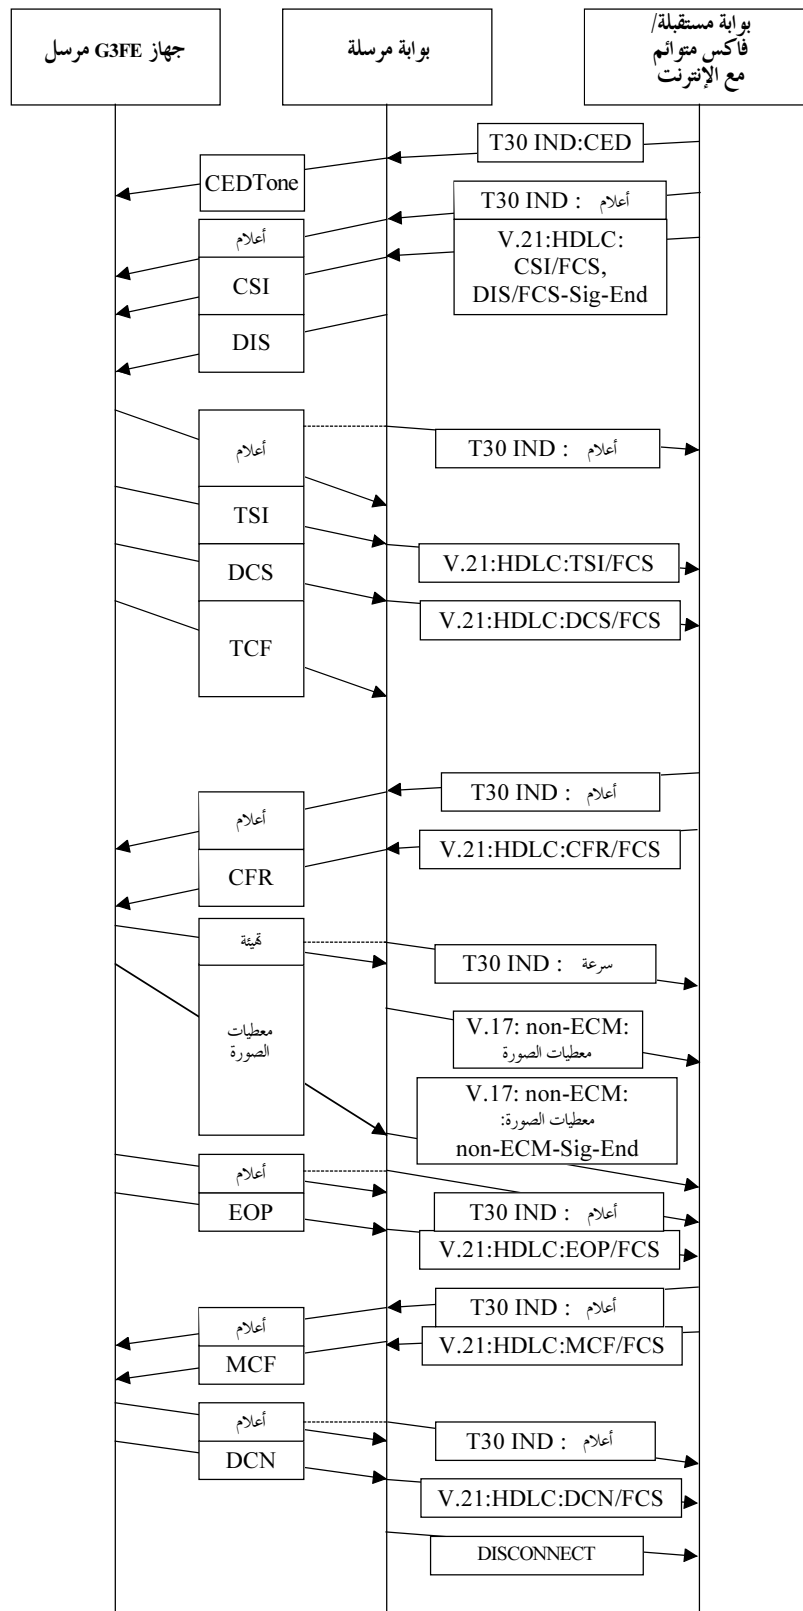 جهاز G3FE مرسل
بوابة مرسلة
بوابة مستقبلة/
فاكس متوائم
مع الإنترنت
T30 IND:CED
CEDTone
T30 IND : أعلام
أعلام
V.21:HDLC:
CSI/FCS,
DIS/FCS-Sig-End
CSI
DIS
أعلام
T30 IND : أعلام
TSI
V.21:HDLC:TSI/FCS
DCS
V.21:HDLC:DCS/FCS
TCF
T30 IND : أعلام
أعلام
V.21:HDLC:CFR/FCS
CFR
تهيئة
T30 IND : سرعة
معطيات
الصورة
V.17: non-ECM:
معطيات الصورة
V.17: non-ECM:
معطيات الصورة:
non-ECM-Sig-End
أعلام
T30 IND : أعلام
EOP
V.21:HDLC:EOP/FCS
T30 IND : أعلام
أعلام
V.21:HDLC:MCF/FCS
MCF
أعلام
T30 IND : أعلام
DCN
V.21:HDLC:DCN/FCS
DISCONNECT